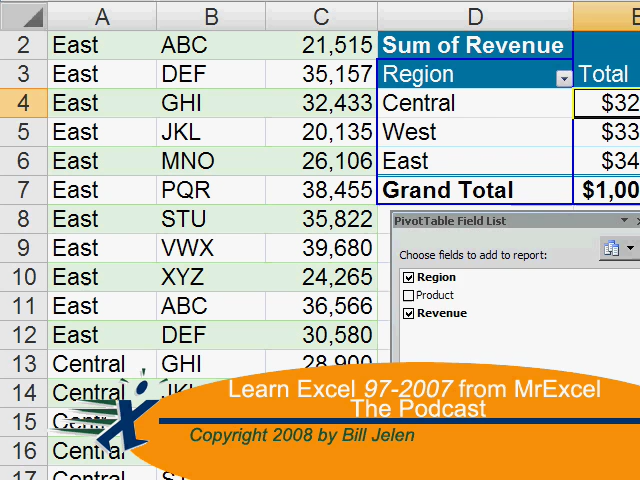 A B C D E
2 East ABC 21,515 Sum of Revenue
3 East DEF 35,157 Region Total
4 East GHI 32,433 Central $32
5 East JKL 20,135 West $33
6 East MNO 26,106 East $34
7 East PQR 38,455 Grand Total $1,00
8 East STU 35,822
PivotTable Field List
9 East VWX 39,680 Choose fields to add to report:
10 East XYZ 24,265 Region
Product
11 East ABC 36,566 Revenue
12 East DEF 30,580
13 Central GHI 28,900
14 Central JK
Learn Excel 97-2007 from MrExcel
The Podcast
15 Central
Copyright 2008 by Bill Jelen
16 Central
17 Central ST